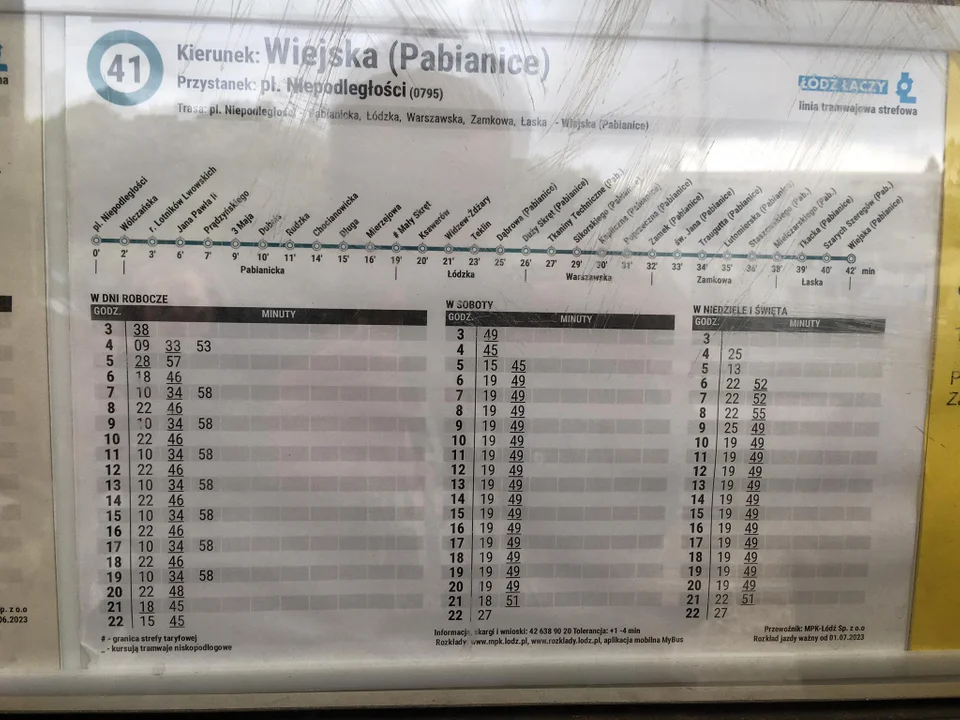 41
Kierunek: Wiejska (Pabianice)
Przystanek: pl. Niepodległości (0795)
Trasa: pl. Niepodległości - Pabianicka, Łódzka, Warszawska, Zamkowa, Łaska - Wiejska (Pabianice)
ŁÓDŹ ŁĄCZY
linia tramwajowa strefowa
pl. Niepodległości
Wólczańska
r. Lotników Lwowskich
Jana Pawła II
Prądzyńskiego
3 Maja
Dubois
Rudzka
Chocianowicka
Długa
Mierzejowa
# Mały Skręt
Ksawerów
Widzew-Żdżary
Teklin
Dąbrowa (Pabianice)
Duży Skręt (Pabianice)
Tkaniny Techniczne (Pab.)
Sikorskiego (Pabianice)
Poprzeczna (Pabianice)
Zamek (Pabianice)
św. Jana (Pabianice)
Traugutta (Pabianice)
Lutomierska (Pabianice)
Staszewskiego (Pab.)
Mielczarskiego (Pab.)
Tkacka (Pabianice)
Szarych Szeregów (Pab.)
Wiejska (Pabianice)
0' 2' 3' 6' 7' 9' 10' 11' 14' 15' 16' 19' 20' 21' 23' 25' 26' 27' 29' 30' 31' 32' 33' 34' 35' 36' 38' 39' 40' 42' min
Pabianicka Łódzka Warszawska Zamkowa Łaska
W DNI ROBOCZE
GODZ. MINUTY
3 38
4 09 33 53
5 28 57
6 18 46
7 10 34 58
8 22 46
9 10 34 58
10 22 46
11 10 34 58
12 22 46
13 10 34 58
14 22 46
15 10 34 58
16 22 46
17 10 34 58
18 22 46
19 10 34 58
20 22 48
21 18 45
22 15 45
# - granica strefy taryfowej
_ - kursują tramwaje niskopodłogowe
W SOBOTY
GODZ. MINUTY
3 49
4 45
5 15 45
6 19 49
7 19 49
8 19 49
9 19 49
10 19 49
11 19 49
12 19 49
13 19 49
14 19 49
15 19 49
16 19 49
17 19 49
18 19 49
19 19 49
20 19 49
21 18 51
22 27
W NIEDZIELE I ŚWIĘTA
GODZ. MINUTY
3
4 25
5 13
6 22 52
7 22 52
8 22 55
9 25 49
10 19 49
11 19 49
12 19 49
13 19 49
14 19 49
15 19 49
16 19 49
17 19 49
18 19 49
19 19 49
20 19 49
21 22 51
22 27
Informacje, skargi i wnioski: 42 638 90 20 Tolerancja: +1 -4 min
Rozkłady: www.mpk.lodz.pl, www.rozklady.lodz.pl, aplikacja mobilna MyBus
Przewoźnik: MPK-Łódź Sp. z o.o
Rozkład jazdy ważny od 01.07.2023
p. z o.o
.06.2023